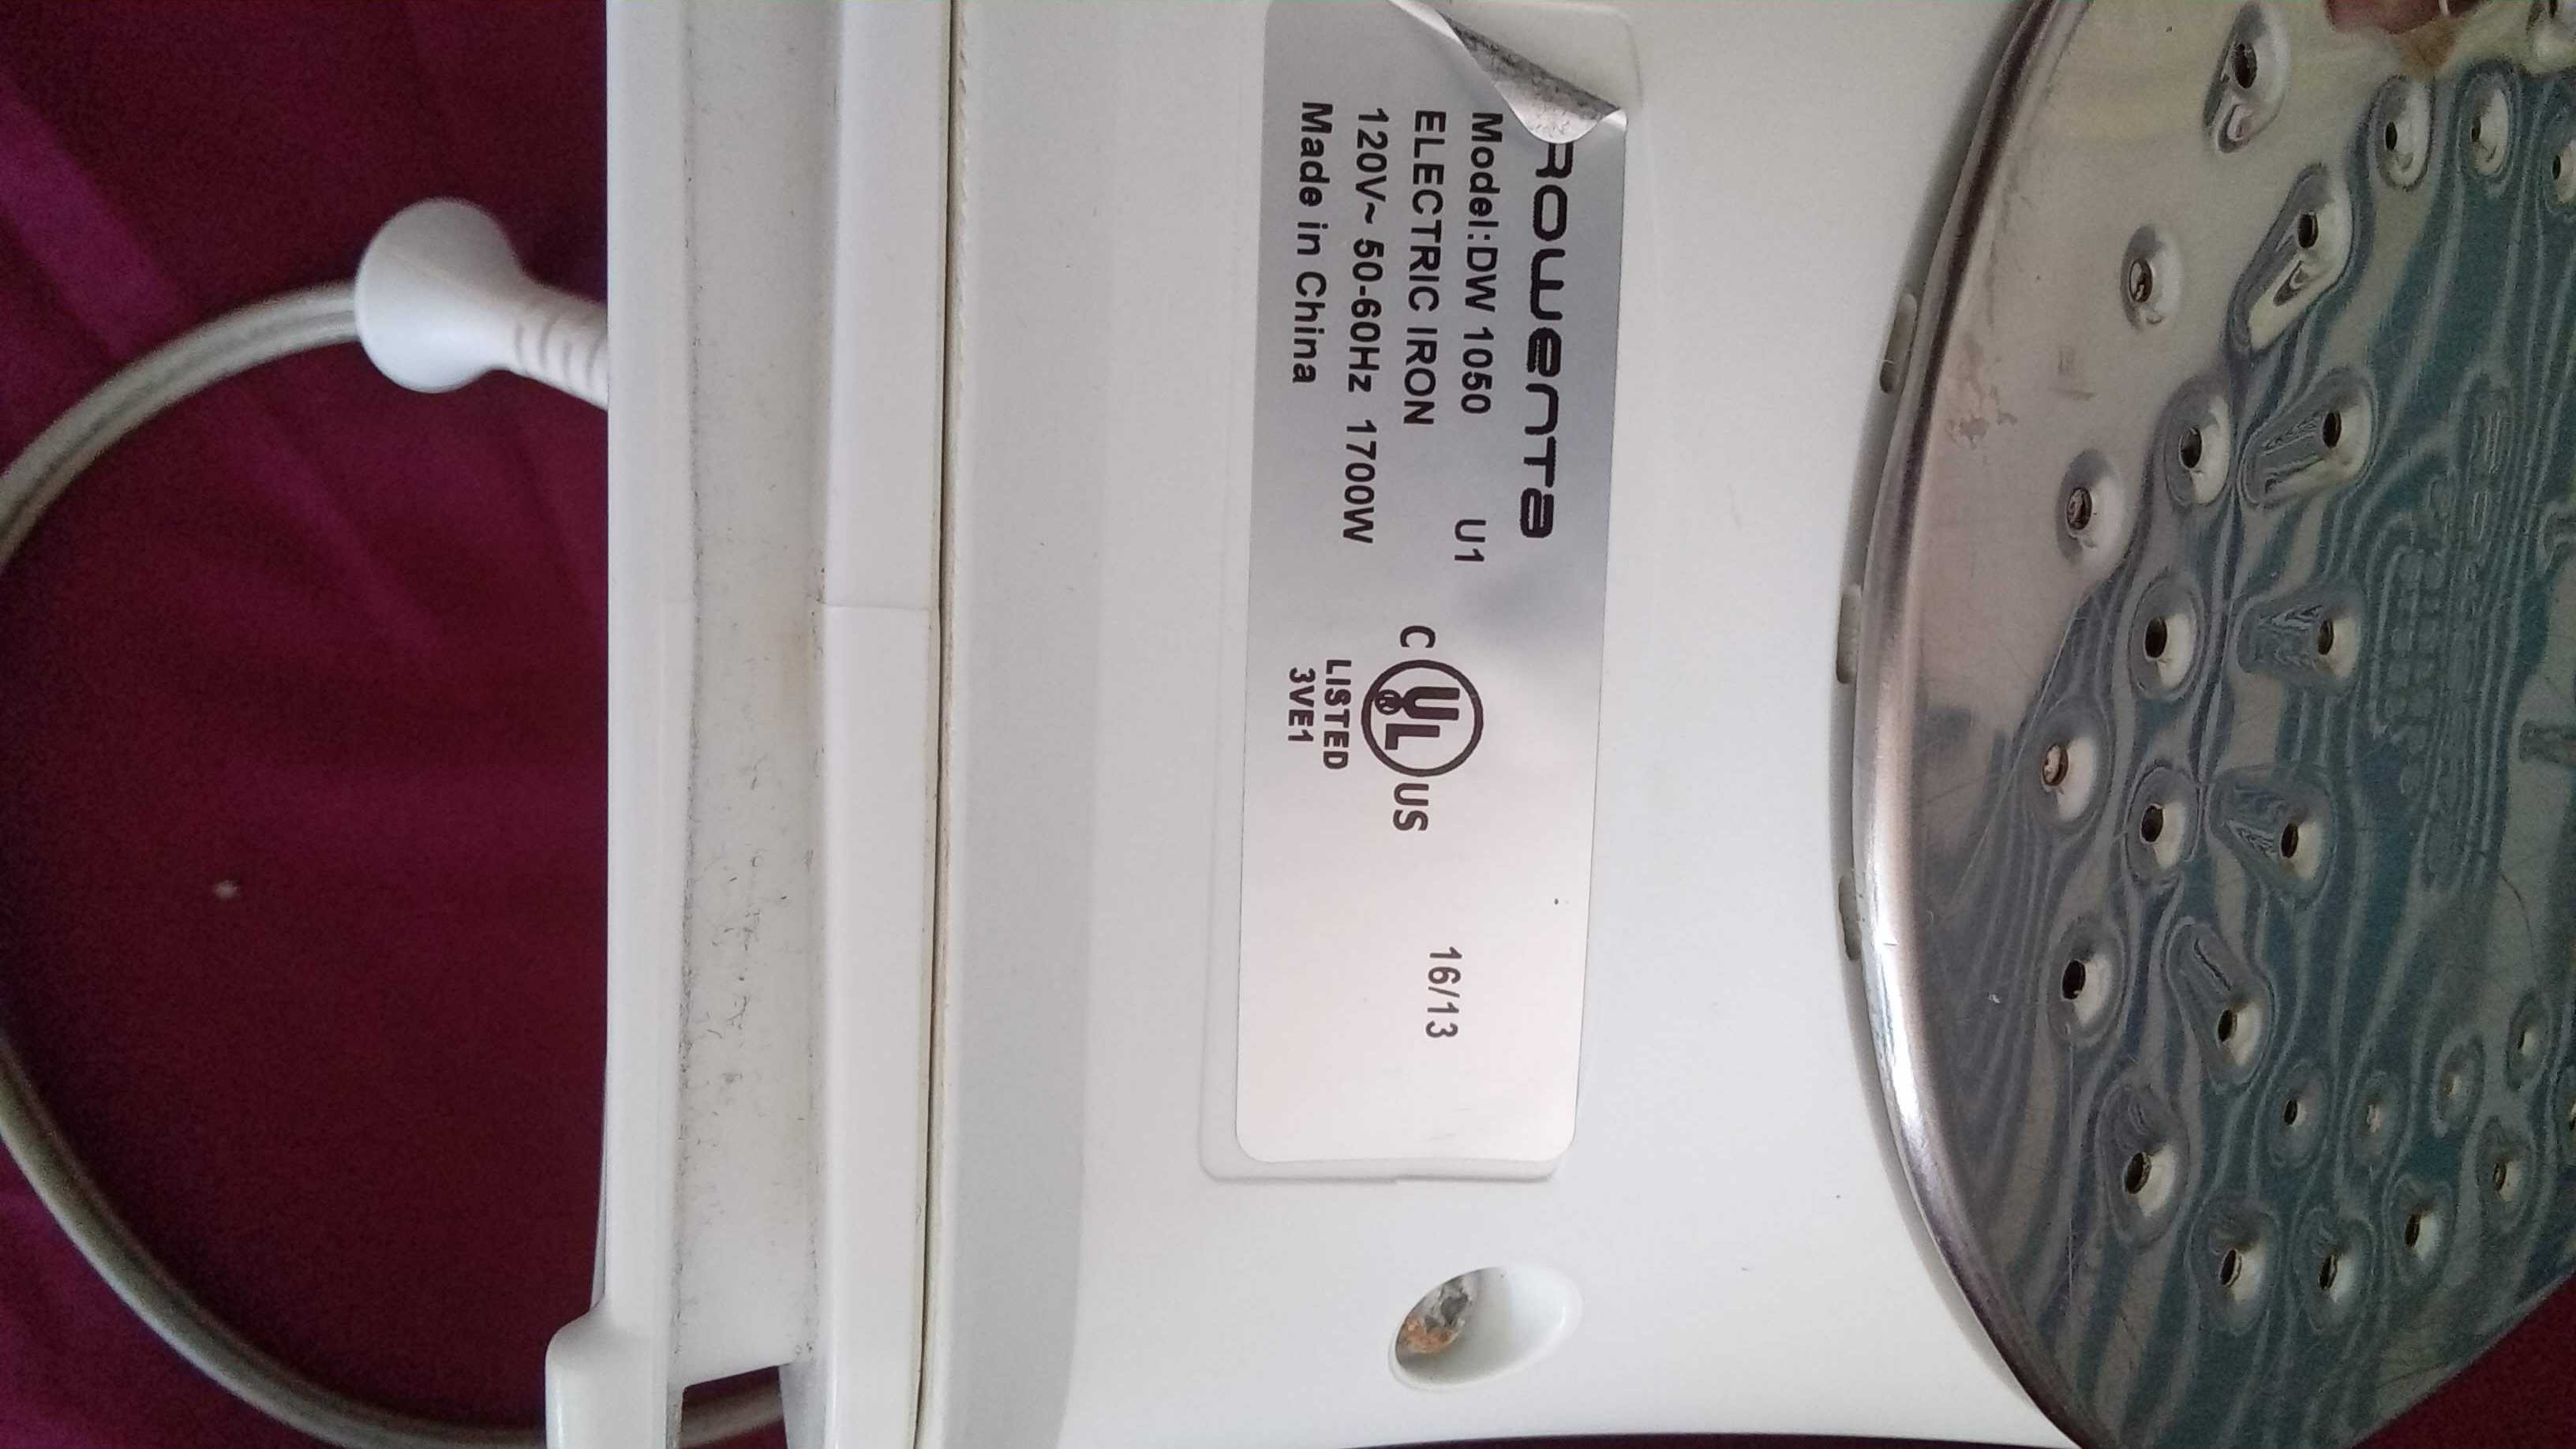 Rowenta
Model:DW 1050 U1
ELECTRIC IRON
120V~ 50-60Hz 1700W
Made in China
C UL US
LISTED
3VE1
16/13